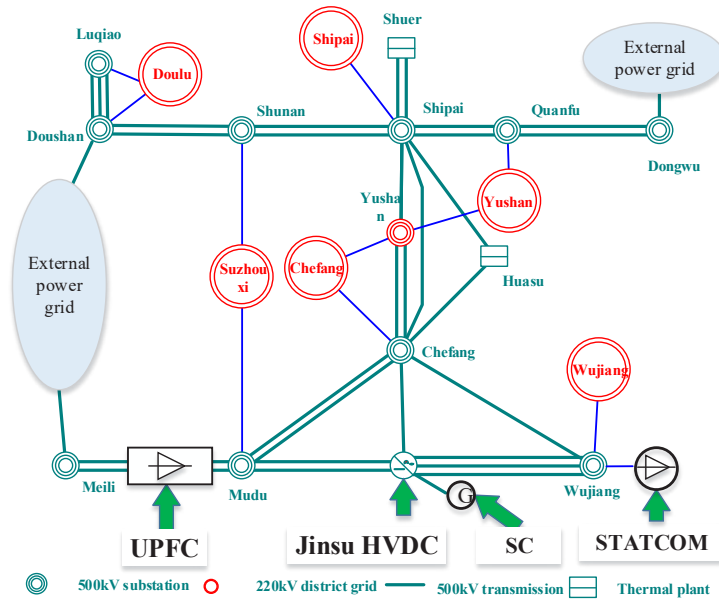 Shuer
Luqiao
Shipai
Doulu
External
power grid
Shunan
Shipai
Quanfu
Doushan
Dongwu
Yusha
n
Yushan
External
power
grid
Suzhou
xi
Chefang
Huasu
Chefang
Wujiang
Meili
Mudu
G
Wujiang
UPFC
Jinsu HVDC
SC
STATCOM
500kV substation
220kV district grid
500kV transmission
Thermal plant